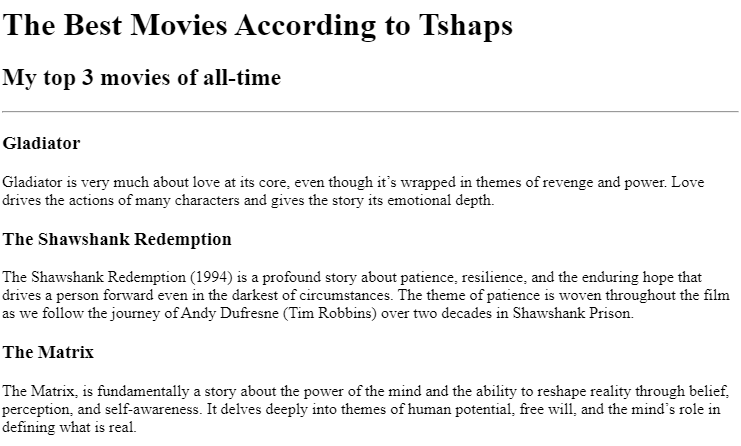 The Best Movies According to Tshaps
My top 3 movies of all-time
Gladiator
Gladiator is very much about love at its core, even though it’s wrapped in themes of revenge and power. Love
drives the actions of many characters and gives the story its emotional depth.
The Shawshank Redemption
The Shawshank Redemption (1994) is a profound story about patience, resilience, and the enduring hope that
drives a person forward even in the darkest of circumstances. The theme of patience is woven throughout the film
as we follow the journey of Andy Dufresne (Tim Robbins) over two decades in Shawshank Prison.
The Matrix
The Matrix, is fundamentally a story about the power of the mind and the ability to reshape reality through belief,
perception, and self-awareness. It delves deeply into themes of human potential, free will, and the mind’s role in
defining what is real.